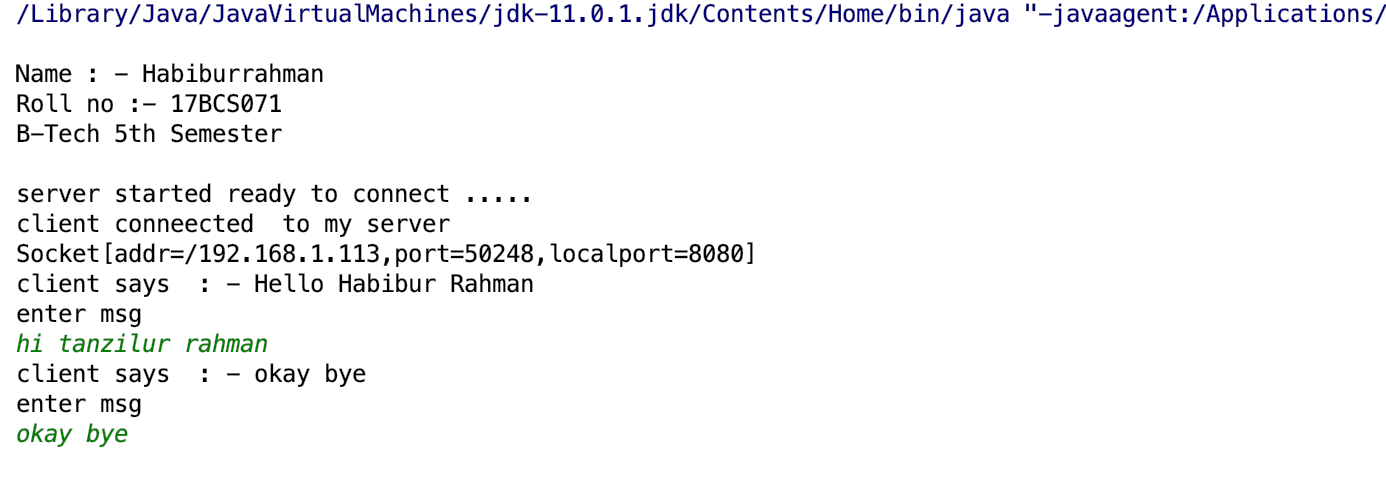 /Library/Java/JavaVirtualMachines/jdk-11.0.1.jdk/Contents/Home/bin/java "-javaagent:/Applications/
Name : - Habiburrahman
Roll no :- 17BCS071
B-Tech 5th Semester
server started ready to connect .....
client conneected  to my server
Socket[addr=/192.168.1.113,port=50248,localport=8080]
client says  : - Hello Habibur Rahman
enter msg
hi tanzilur rahman
client says  : - okay bye
enter msg
okay bye